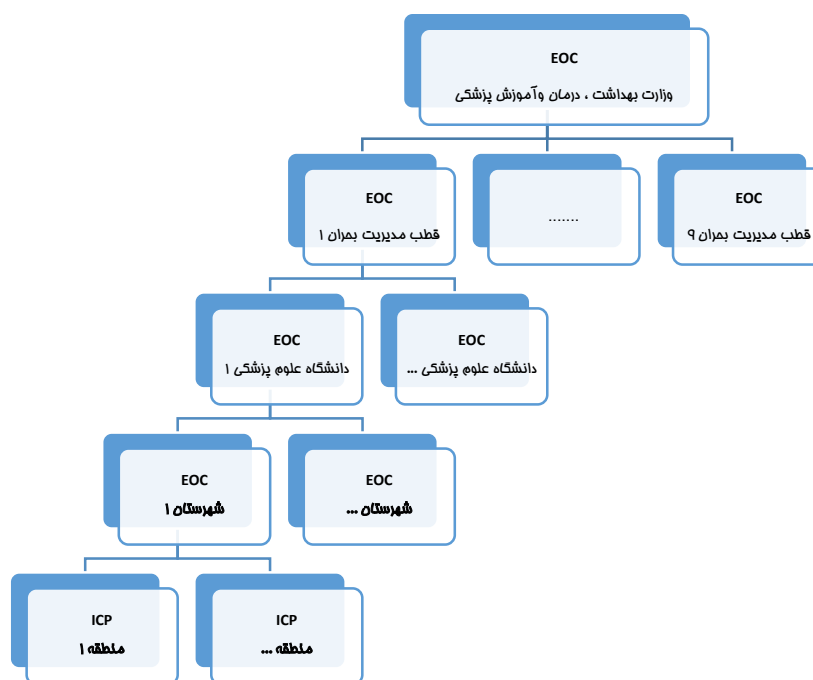 EOC
وزارت بهداشت ، درمان وآموزش پزشکی
EOC
قطب مدیریت بحران ۱
.......
EOC
قطب مدیریت بحران ۹
EOC
دانشگاه علوم پزشکی ۱
EOC
دانشگاه علوم پزشکی ...
EOC
شهرستان ۱
EOC
شهرستان ...
ICP
منطقه ۱
ICP
منطقه ...